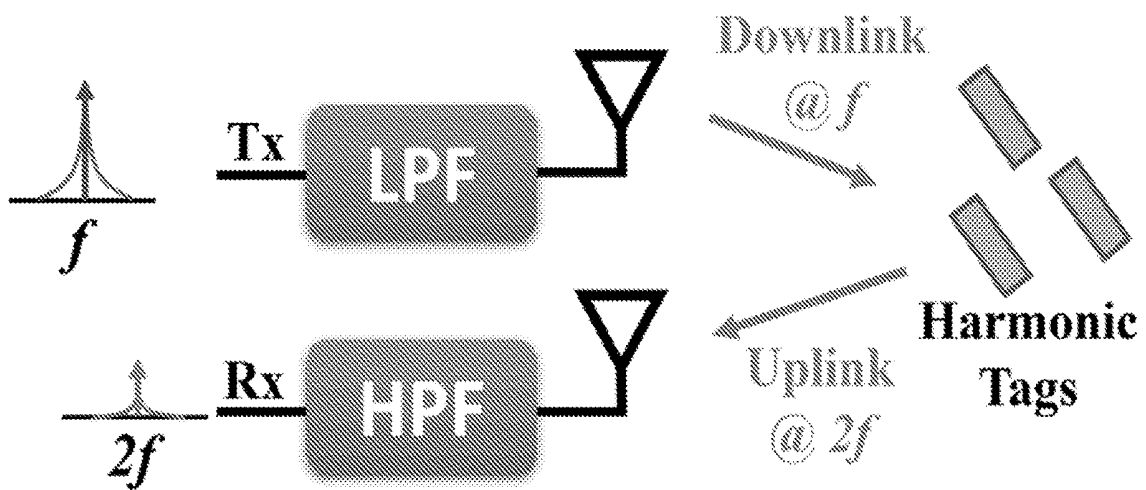 Downlink
@ f
Tx
LPF
f
Harmonic
Tags
Rx
HPF
Uplink
@ 2f
2f